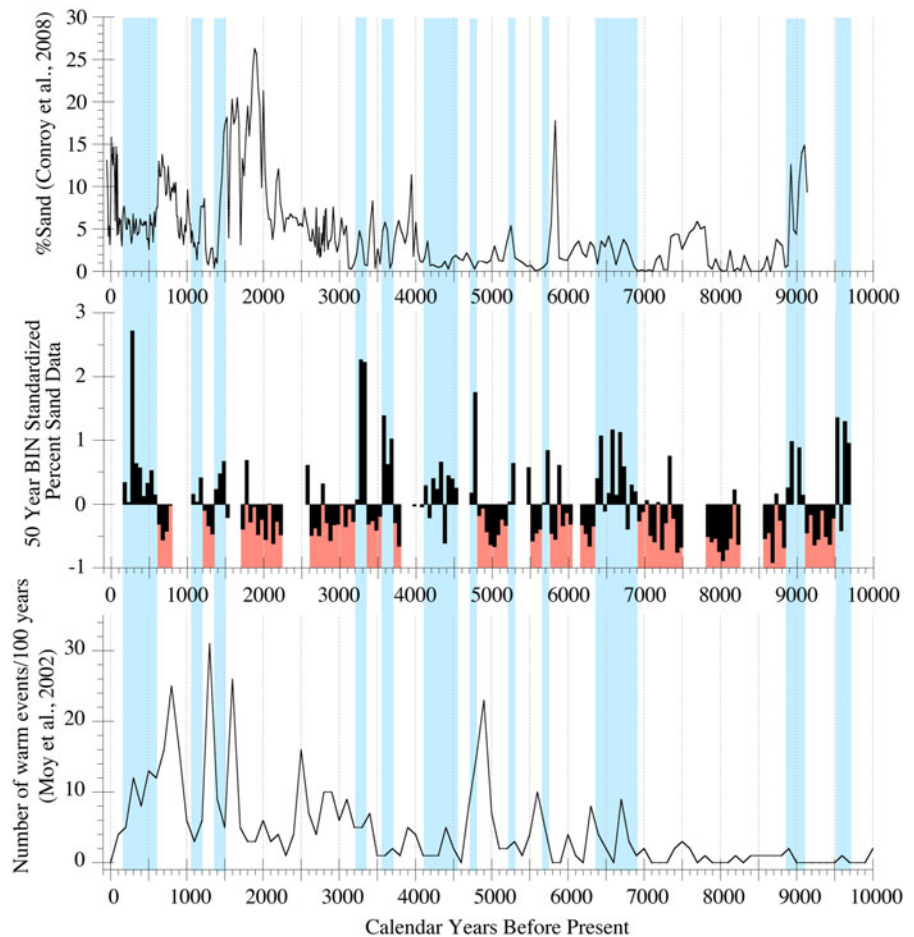 %Sand (Conroy et al., 2008)
30
25
20
15
10
5
0
0 1000 2000 3000 4000 5000 6000 7000 8000 9000 10000
50 Year BIN Standardized
Percent Sand Data
3
2
1
0
-1
0 1000 2000 3000 4000 5000 6000 7000 8000 9000 10000
Number of warm events/100 years
(Moy et al., 2002)
30
20
10
0
0 1000 2000 3000 4000 5000 6000 7000 8000 9000 10000
Calendar Years Before Present